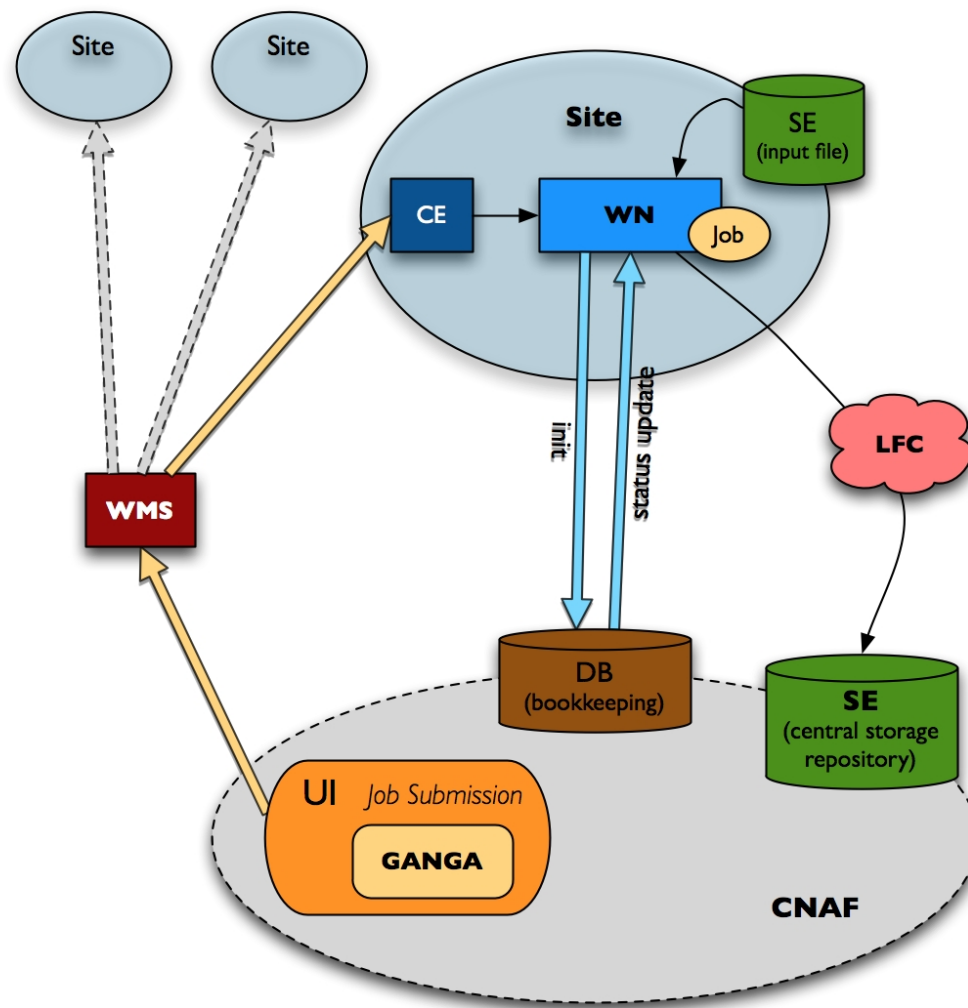 Site
Site
Site
SE
(input file)
CE
WN
Job
init
status update
LFC
WMS
DB
(bookkeeping)
SE
(central storage
repository)
UI
Job Submission
GANGA
CNAF